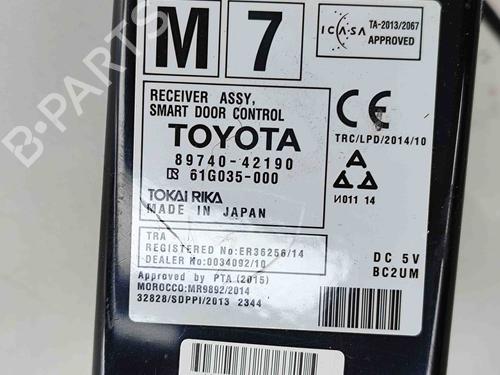 M 7
ICASA
TA-2013/2067
APPROVED
RECEIVER ASSY,
SMART DOOR CONTROL
TOYOTA
89740-42190
61G035-000
TOKAI RIKA
MADE IN JAPAN
CE
TRC/LPD/2014/10
И011 14
TRA
REGISTERED No:ER36256/14
DEALER No:0034092/10
Approved by PTA (2015)
MOROCCO:MR9892/2014
32828/SDPPI/2013 2344
DC 5V
BC2UM